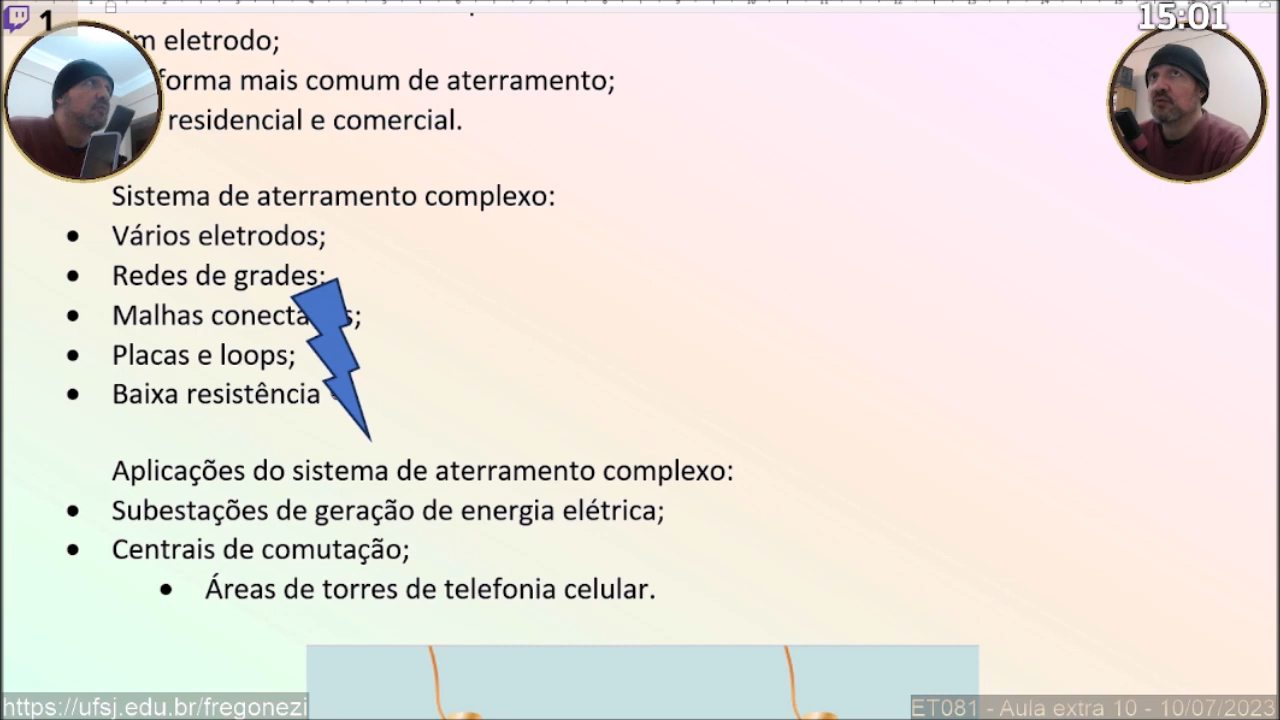 1
15:01
m eletrodo;
forma mais comum de aterramento;
residencial e comercial.
Sistema de aterramento complexo:
• Vários eletrodos;
• Redes de grades;
• Malhas conecta s;
• Placas e loops;
• Baixa resistência
Aplicações do sistema de aterramento complexo:
• Subestações de geração de energia elétrica;
• Centrais de comutação;
• Áreas de torres de telefonia celular.
https://ufsj.edu.br/fregonezi
ET081 - Aula extra 10 - 10/07/2023